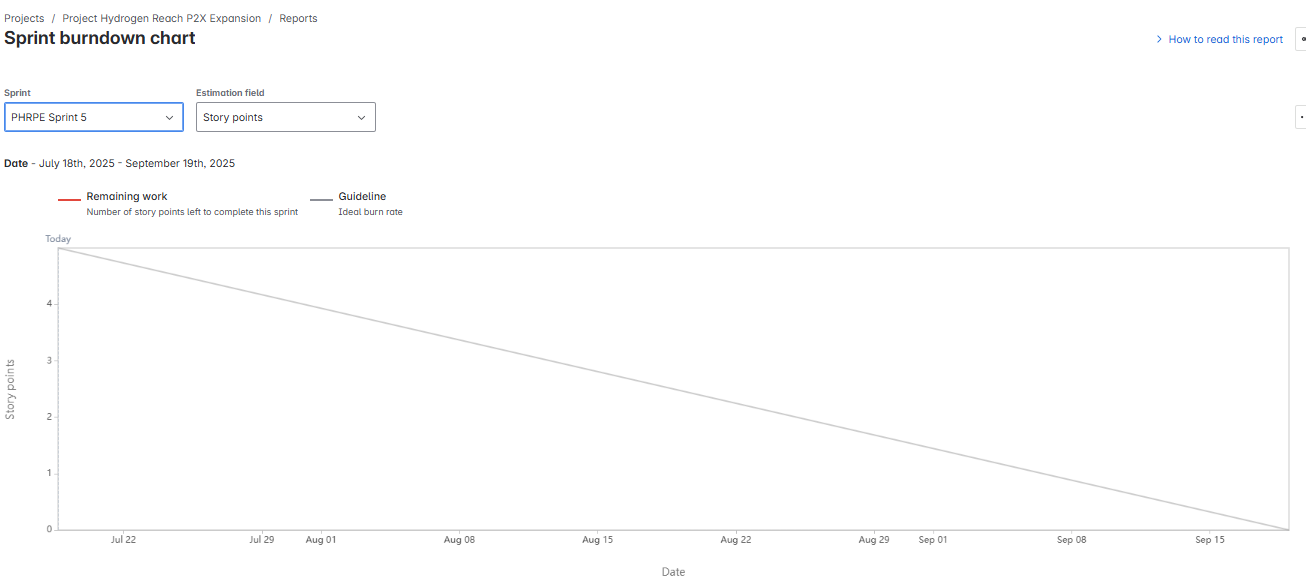 Projects / Project Hydrogen Reach P2X Expansion / Reports
Sprint burndown chart
How to read this report
Sprint
Estimation field
PHRPE Sprint 5
Story points
Date - July 18th, 2025 - September 19th, 2025
Remaining work
Number of story points left to complete this sprint
Guideline
Ideal burn rate
Today
4
3
2
1
0
Story points
Jul 22
Jul 29
Aug 01
Aug 08
Aug 15
Aug 22
Aug 29
Sep 01
Sep 08
Sep 15
Date